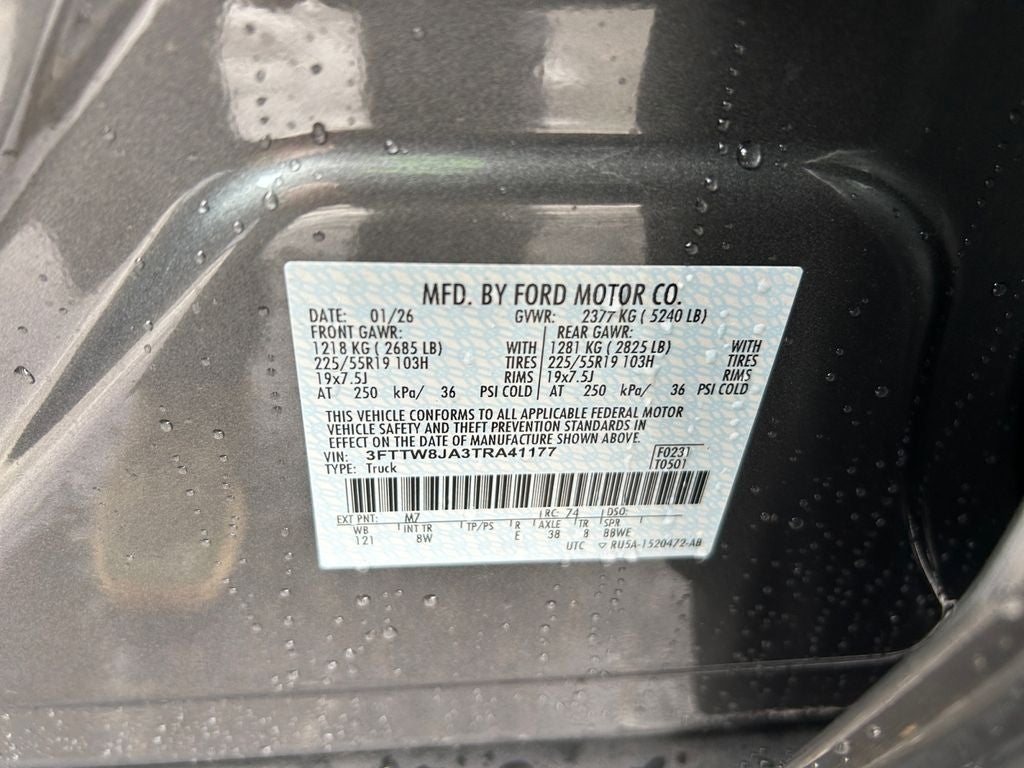 MFD. BY FORD MOTOR CO.
DATE: 01/26 GVWR: 2377 KG ( 5240 LB)
FRONT GAWR: REAR GAWR:
1218 KG ( 2685 LB) WITH 1281 KG ( 2825 LB) WITH
225/55R19 103H TIRES 225/55R19 103H TIRES
19x7.5J RIMS 19x7.5J RIMS
AT 250 kPa/ 36 PSI COLD AT 250 kPa/ 36 PSI COLD
THIS VEHICLE CONFORMS TO ALL APPLICABLE FEDERAL MOTOR
VEHICLE SAFETY AND THEFT PREVENTION STANDARDS IN
EFFECT ON THE DATE OF MANUFACTURE SHOWN ABOVE.
VIN: 3FTTW8JA3TRA41177 F0231
TYPE: Truck T0501
EXT PNT: M7 RC: 74 DSO:
WB INT TR TP/PS R AXLE TR SPR
121 8W E 38 8 BBWE
UTC ▽ RU5A-1520472-AB